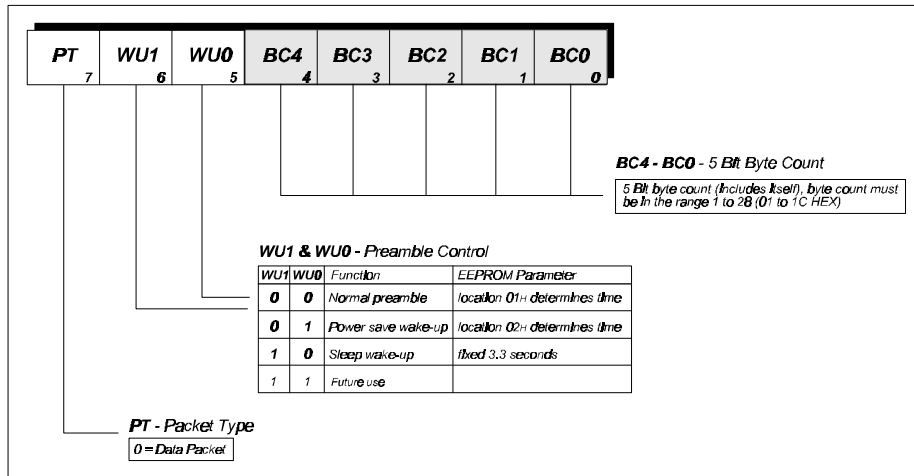 PT WU1 WU0 BC4 BC3 BC2 BC1 BC0
7 6 5 4 3 2 1 0
BC4 - BC0 - 5 Bit Byte Count
5 Bit byte count (includes itself), byte count must
be in the range 1 to 28 (01 to 1C HEX)
WU1 & WU0 - Preamble Control
WU1 WU0 Function EEPROM Parameter
0 0 Normal preamble location 01H determines time
0 1 Power save wake-up location 02H determines time
1 0 Sleep wake-up fixed 3.3 seconds
1 1 Future use
PT - Packet Type
0 = Data Packet